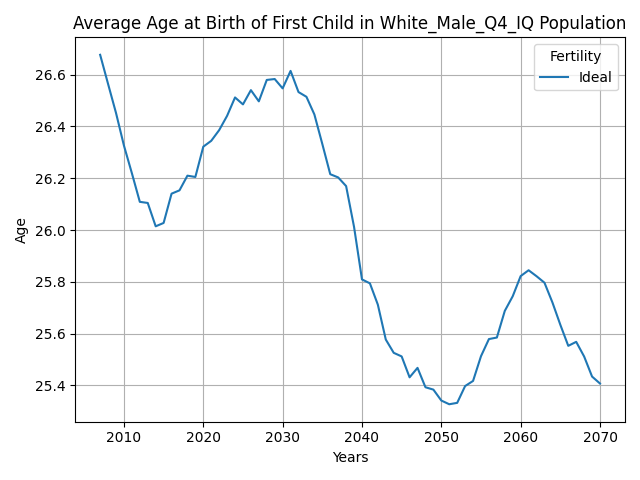 Average Age at Birth of First Child in White_Male_Q4_IQ Population
Fertility
Ideal
Age
26.6
26.4
26.2
26.0
25.8
25.6
25.4
2010 2020 2030 2040 2050 2060 2070
Years